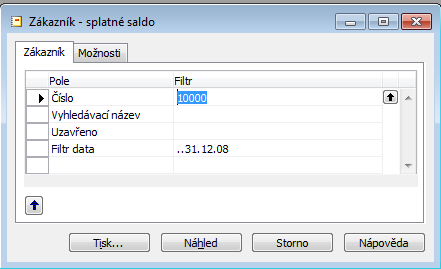 Zákazník - splatné saldo
Zákazník Možnosti
Pole Filtr
Číslo 10000
Vyhledávací název
Uzavřeno
Filtr data ..31.12.08
Tisk... Náhled Storno Nápověda